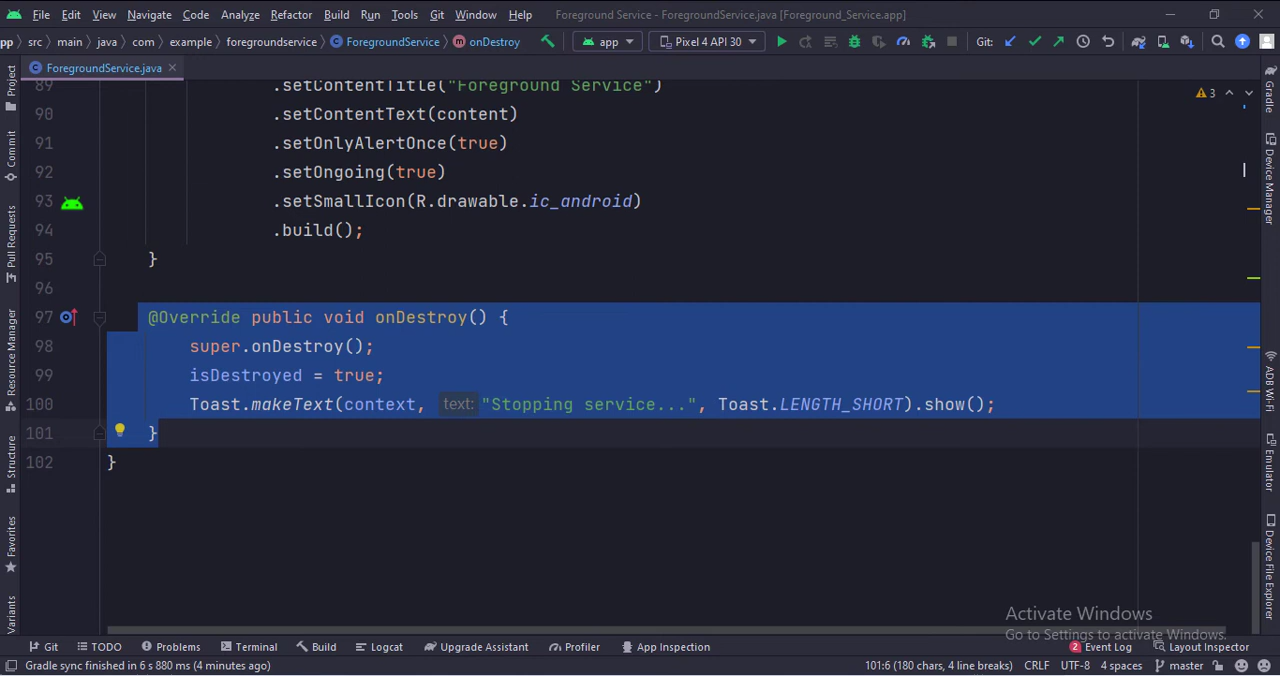 File Edit View Navigate Code Analyze Refactor Build Run Tools Git Window Help Foreground Service - ForegroundService.java [Foreground_Service.app]
pp src main java com example foregroundservice ForegroundService onDestroy app Pixel 4 API 30 Git:
ForegroundService.java
3
89 .setContentTitle("Foreground Service")
90 .setContentText(content)
91 .setOnlyAlertOnce(true)
92 .setOngoing(true)
93 .setSmallIcon(R.drawable.ic_android)
94 .build();
95 }
96
97 @Override public void onDestroy() {
98 super.onDestroy();
99 isDestroyed = true;
100 Toast.makeText(context, text: "Stopping service...", Toast.LENGTH_SHORT).show();
101 }
102 }
Project
Commit
Pull Requests
Resource Manager
Structure
Favorites
Variants
Gradle
Device Manager
ADB Wi-Fi
Emulator
Device File Explorer
Activate Windows
Go to Settings to activate Windows.
Git TODO Problems Terminal Build Logcat Upgrade Assistant Profiler App Inspection 2 Event Log Layout Inspector
Gradle sync finished in 6 s 880 ms (4 minutes ago) 101:6 (180 chars, 4 line breaks) CRLF UTF-8 4 spaces master